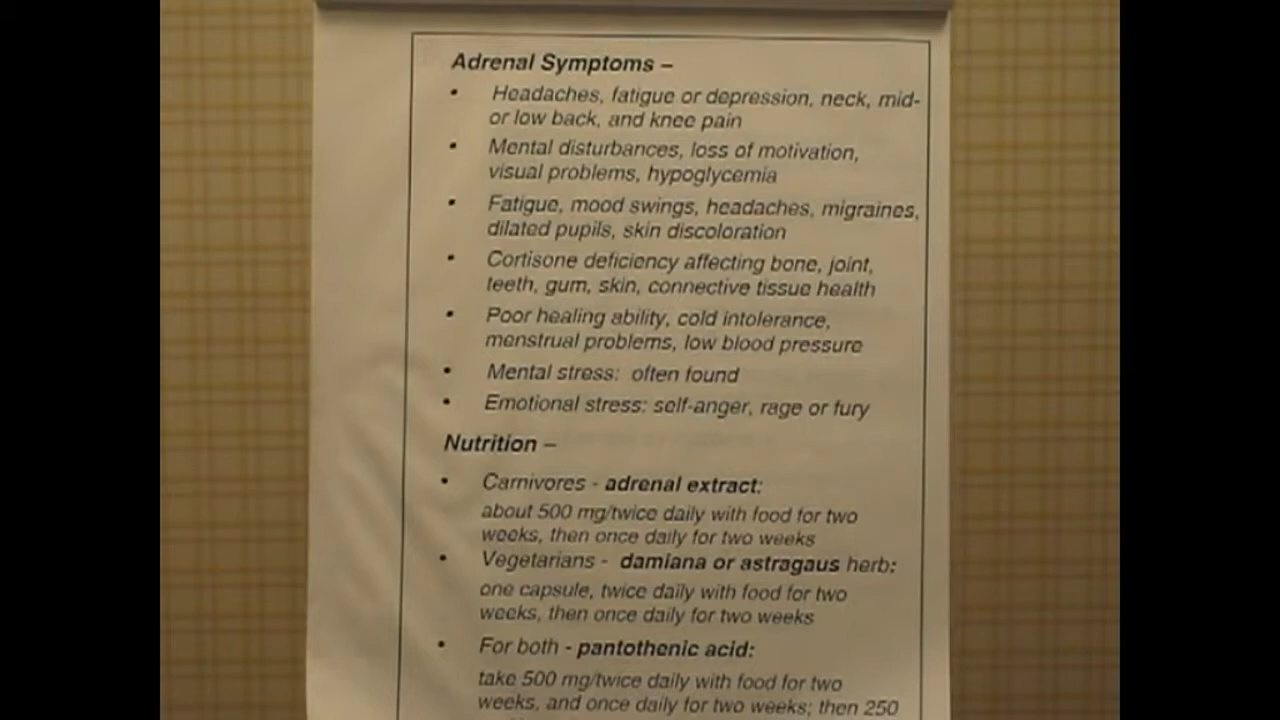 Adrenal Symptoms –
• Headaches, fatigue or depression, neck, mid-
or low back, and knee pain
• Mental disturbances, loss of motivation,
visual problems, hypoglycemia
• Fatigue, mood swings, headaches, migraines,
dilated pupils, skin discoloration
• Cortisone deficiency affecting bone, joint,
teeth, gum, skin, connective tissue health
• Poor healing ability, cold intolerance,
menstrual problems, low blood pressure
• Mental stress: often found
• Emotional stress: self-anger, rage or fury
Nutrition –
• Carnivores - adrenal extract:
about 500 mg/twice daily with food for two
weeks, then once daily for two weeks
• Vegetarians - damiana or astragaus herb:
one capsule, twice daily with food for two
weeks, then once daily for two weeks
• For both - pantothenic acid:
take 500 mg/twice daily with food for two
weeks, and once daily for two weeks; then 250